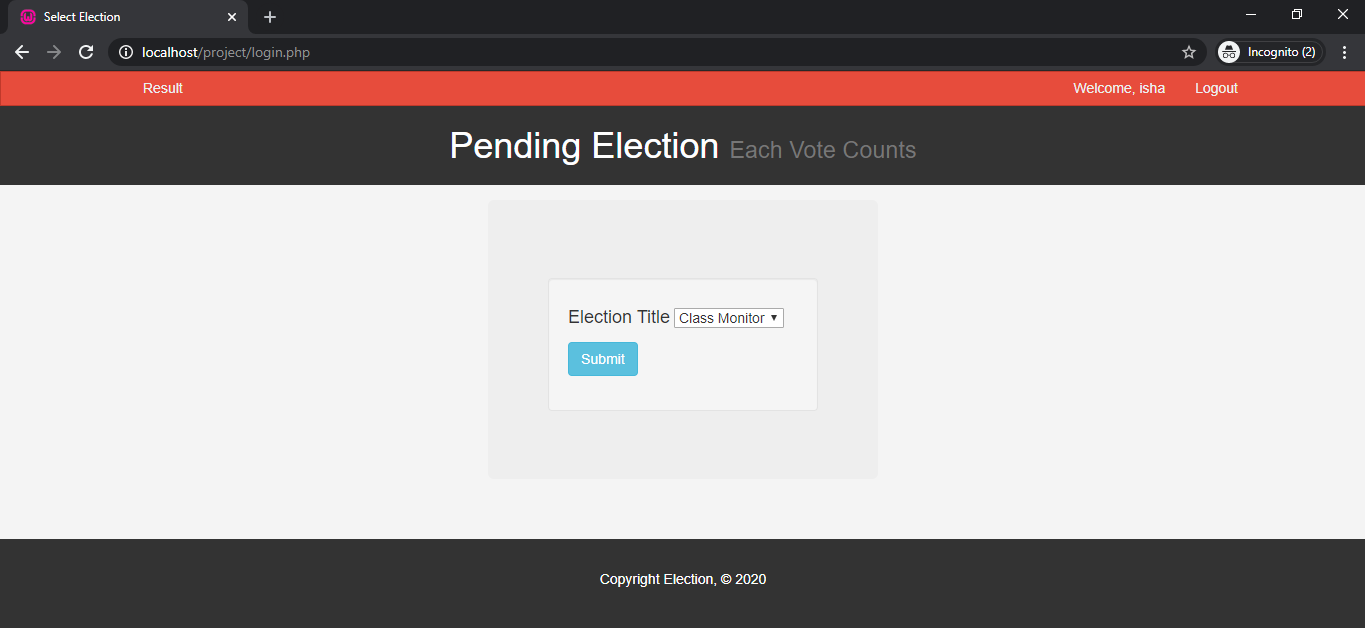 Select Election
localhost/project/login.php
Incognito (2)
Result
Welcome, isha
Logout
Pending Election Each Vote Counts
Election Title Class Monitor
Submit
Copyright Election, © 2020